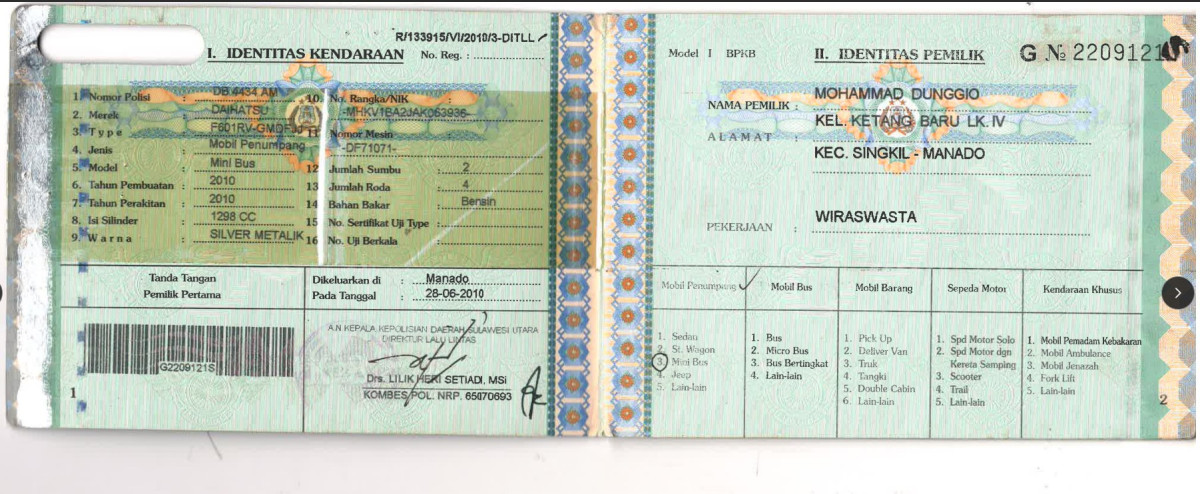 R/133915/VI/2010/3-DITLL
I. IDENTITAS KENDARAAN No. Reg. :
1. Nomor Polisi : DB 4434 AM
2. Merek : DAIHATSU
3. Type : F601RV-GMDFJJ
4. Jenis : Mobil Penumpang
5. Model : Mini Bus
6. Tahun Pembuatan : 2010
7. Tahun Perakitan : 2010
8. Isi Silinder : 1298 CC
9. Warna : SILVER METALIK
10. No. Rangka/NIK :
-MHKV1BA2JAK063936-
11. Nomor Mesin :
-DF71071-
12. Jumlah Sumbu : 2
13. Jumlah Roda : 4
14. Bahan Bakar : Bensin
15. No. Sertifikat Uji Type :
16. No. Uji Berkala :
Tanda Tangan
Pemilik Pertama
Dikeluarkan di : Manado
Pada Tanggal : 28-06-2010
G2209121S
1
A.N KEPALA KEPOLISIAN DAERAH SULAWESI UTARA
DIREKTUR LALU LINTAS
Drs. LILIK HERI SETIADI, MSi
KOMBES/POL. NRP. 65070693
Model I BPKB
II. IDENTITAS PEMILIK
G № 2209121
NAMA PEMILIK : MOHAMMAD DUNGGIO
ALAMAT : KEL. KETANG BARU LK. IV
KEC. SINGKIL - MANADO
PEKERJAAN : WIRASWASTA
Mobil Penumpang
1. Sedan
2. St. Wagon
3. Mini Bus
4. Jeep
5. Lain-lain
Mobil Bus
1. Bus
2. Micro Bus
3. Bus Bertingkat
4. Lain-lain
Mobil Barang
1. Pick Up
2. Deliver Van
3. Truk
4. Tangki
5. Double Cabin
6. Lain-lain
Sepeda Motor
1. Spd Motor Solo
2. Spd Motor dgn
Kereta Samping
3. Scooter
4. Trail
5. Lain-lain
Kendaraan Khusus
1. Mobil Pemadam Kebakaran
2. Mobil Ambulance
3. Mobil Jenazah
4. Fork Lift
5. Lain-lain
2